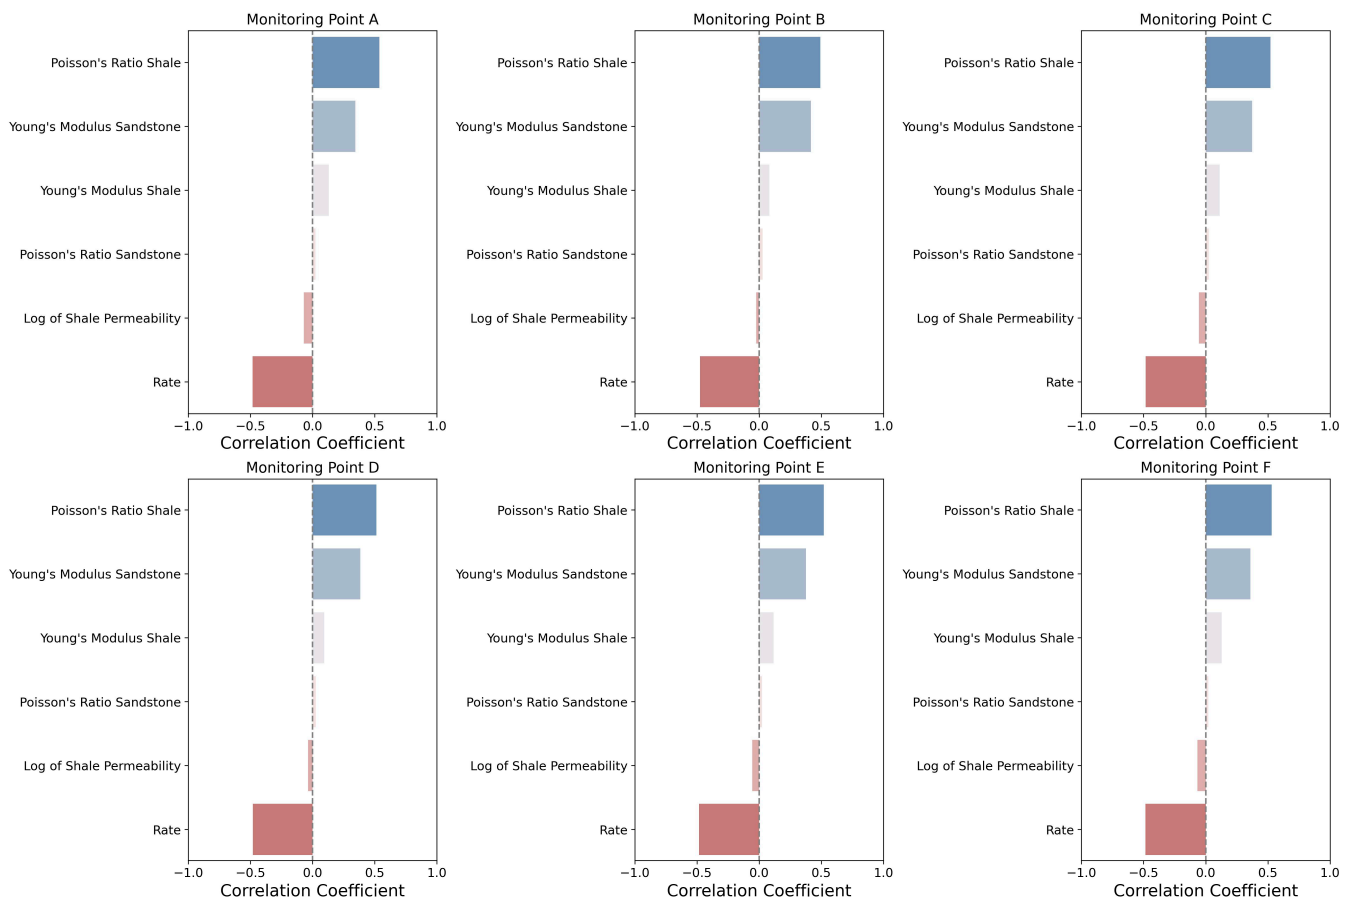 Monitoring Point A
Poisson's Ratio Shale
Young's Modulus Sandstone
Young's Modulus Shale
Poisson's Ratio Sandstone
Log of Shale Permeability
Rate
−1.0 −0.5 0.0 0.5 1.0
Correlation Coefficient
Monitoring Point B
Poisson's Ratio Shale
Young's Modulus Sandstone
Young's Modulus Shale
Poisson's Ratio Sandstone
Log of Shale Permeability
Rate
−1.0 −0.5 0.0 0.5 1.0
Correlation Coefficient
Monitoring Point C
Poisson's Ratio Shale
Young's Modulus Sandstone
Young's Modulus Shale
Poisson's Ratio Sandstone
Log of Shale Permeability
Rate
−1.0 −0.5 0.0 0.5 1.0
Correlation Coefficient
Monitoring Point D
Poisson's Ratio Shale
Young's Modulus Sandstone
Young's Modulus Shale
Poisson's Ratio Sandstone
Log of Shale Permeability
Rate
−1.0 −0.5 0.0 0.5 1.0
Correlation Coefficient
Monitoring Point E
Poisson's Ratio Shale
Young's Modulus Sandstone
Young's Modulus Shale
Poisson's Ratio Sandstone
Log of Shale Permeability
Rate
−1.0 −0.5 0.0 0.5 1.0
Correlation Coefficient
Monitoring Point F
Poisson's Ratio Shale
Young's Modulus Sandstone
Young's Modulus Shale
Poisson's Ratio Sandstone
Log of Shale Permeability
Rate
−1.0 −0.5 0.0 0.5 1.0
Correlation Coefficient